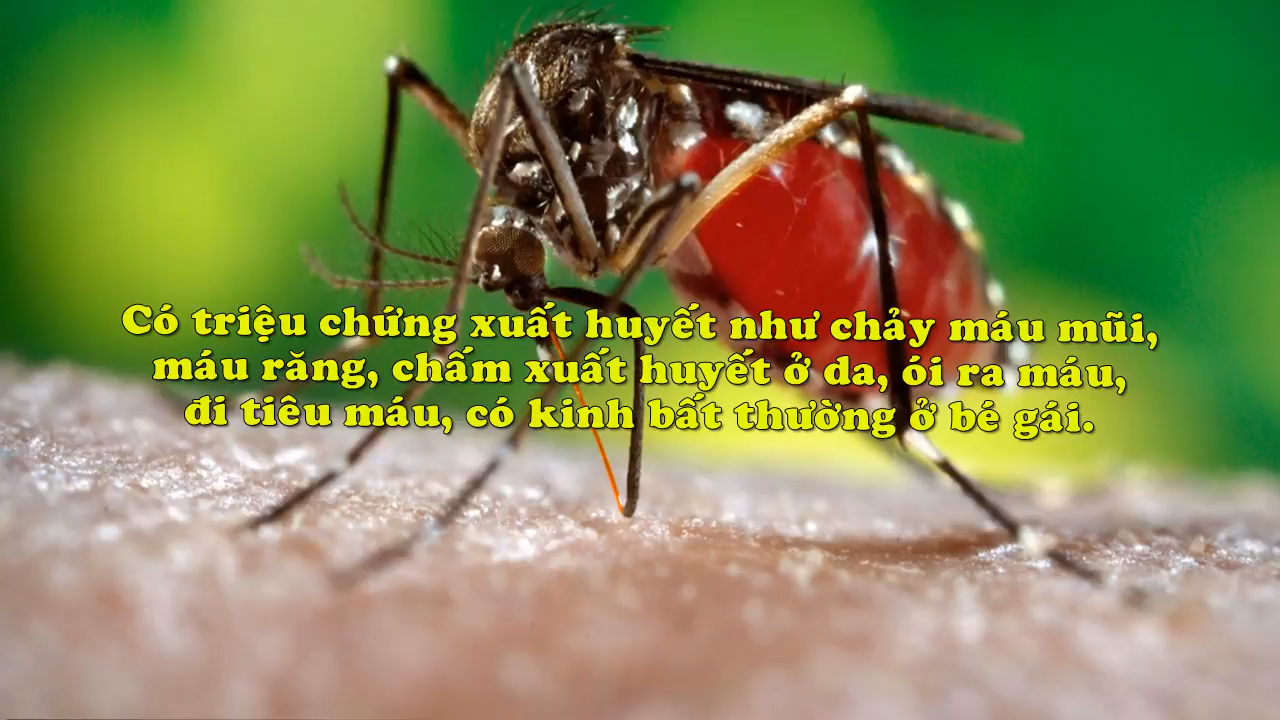 Có triệu chứng xuất huyết như chảy máu mũi,
máu răng, chấm xuất huyết ở da, ói ra máu,
đi tiêu máu, có kinh bất thường ở bé gái.